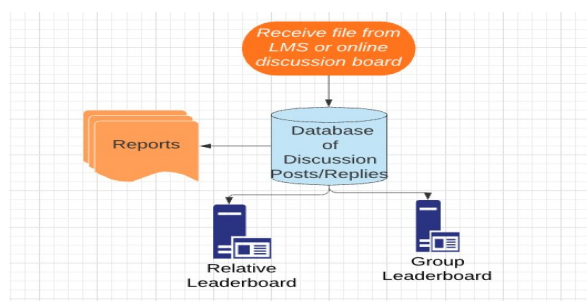 Receive file from
LMS or online
discussion board
Reports
Database
of
Discussion
Posts/Replies
Relative
Leaderboard
Group
Leaderboard